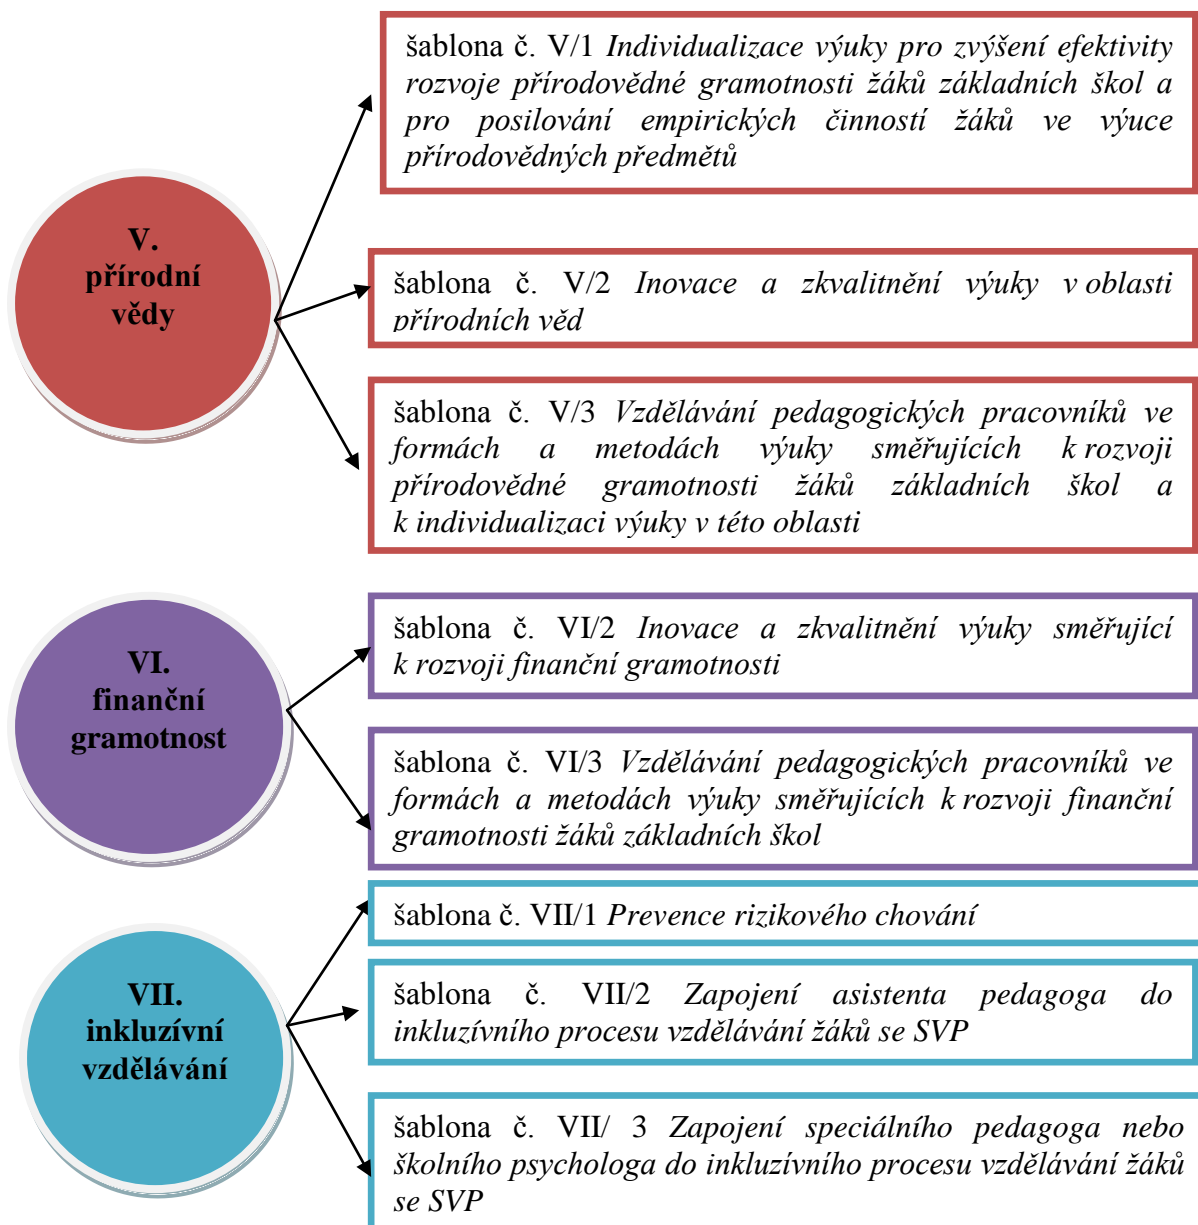 V.
přírodní
vědy
šablona č. V/1 Individualizace výuky pro zvýšení efektivity
rozvoje přírodovědné gramotnosti žáků základních škol a
pro posilování empirických činností žáků ve výuce
přírodovědných předmětů
šablona č. V/2 Inovace a zkvalitnění výuky v oblasti
přírodních věd
šablona č. V/3 Vzdělávání pedagogických pracovníků ve
formách a metodách výuky směřujících k rozvoji
přírodovědné gramotnosti žáků základních škol a
k individualizaci výuky v této oblasti
VI.
finanční
gramotnost
šablona č. VI/2 Inovace a zkvalitnění výuky směřující
k rozvoji finanční gramotnosti
šablona č. VI/3 Vzdělávání pedagogických pracovníků ve
formách a metodách výuky směřujících k rozvoji finanční
gramotnosti žáků základních škol
VII.
inkluzívní
vzdělávání
šablona č. VII/1 Prevence rizikového chování
šablona č. VII/2 Zapojení asistenta pedagoga do
inkluzívního procesu vzdělávání žáků se SVP
šablona č. VII/ 3 Zapojení speciálního pedagoga nebo
školního psychologa do inkluzívního procesu vzdělávání žáků
se SVP